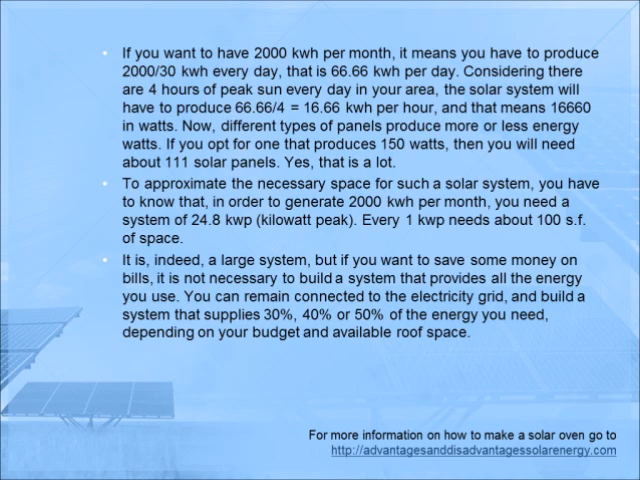 • If you want to have 2000 kwh per month, it means you have to produce
2000/30 kwh every day, that is 66.66 kwh per day. Considering there
are 4 hours of peak sun every day in your area, the solar system will
have to produce 66.66/4 = 16.66 kwh per hour, and that means 16660
in watts. Now, different types of panels produce more or less energy
watts. If you opt for one that produces 150 watts, then you will need
about 111 solar panels. Yes, that is a lot.
• To approximate the necessary space for such a solar system, you have
to know that, in order to generate 2000 kwh per month, you need a
system of 24.8 kwp (kilowatt peak). Every 1 kwp needs about 100 s.f.
of space.
• It is, indeed, a large system, but if you want to save some money on
bills, it is not necessary to build a system that provides all the energy
you use. You can remain connected to the electricity grid, and build a
system that supplies 30%, 40% or 50% of the energy you need,
depending on your budget and available roof space.
For more information on how to make a solar oven go to
http://advantagesanddisadvantagessolarenergy.com